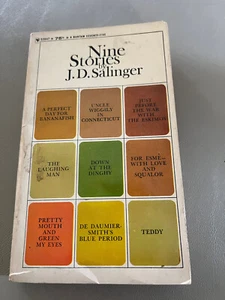 Nine
Stories by
J.D. Salinger
A PERFECT
DAY FOR
BANANAFISH
UNCLE
WIGGILY IN
CONNECTICUT
JUST
BEFORE
THE WAR
WITH THE
ESKIMOS
THE
LAUGHING
MAN
DOWN
AT THE
DINGHY
FOR ESMÉ—
WITH LOVE
AND
SQUALOR
PRETTY
MOUTH
AND
GREEN
MY EYES
DE DAUMIER-
SMITH'S
BLUE PERIOD
TEDDY